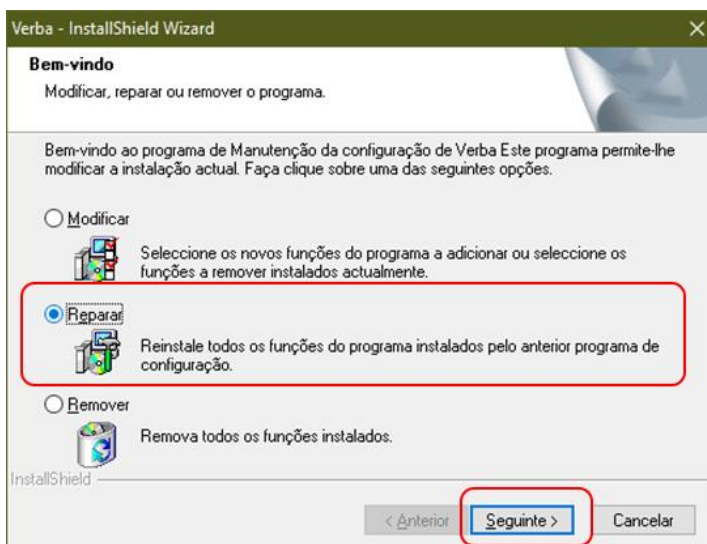 Verba - InstallShield Wizard
Bem-vindo
Modificar, reparar ou remover o programa.
Bem-vindo ao programa de Manutenção da configuração de Verba Este programa permite-lhe
modificar a instalação actual. Faça clique sobre uma das seguintes opções.
Modificar
Seleccione os novos funções do programa a adicionar ou seleccione os
funções a remover instalados actualmente.
Reparar
Reinstale todos os funções do programa instalados pelo anterior programa de
configuração.
Remover
Remova todos os funções instalados.
InstallShield
< Anterior Seguinte > Cancelar